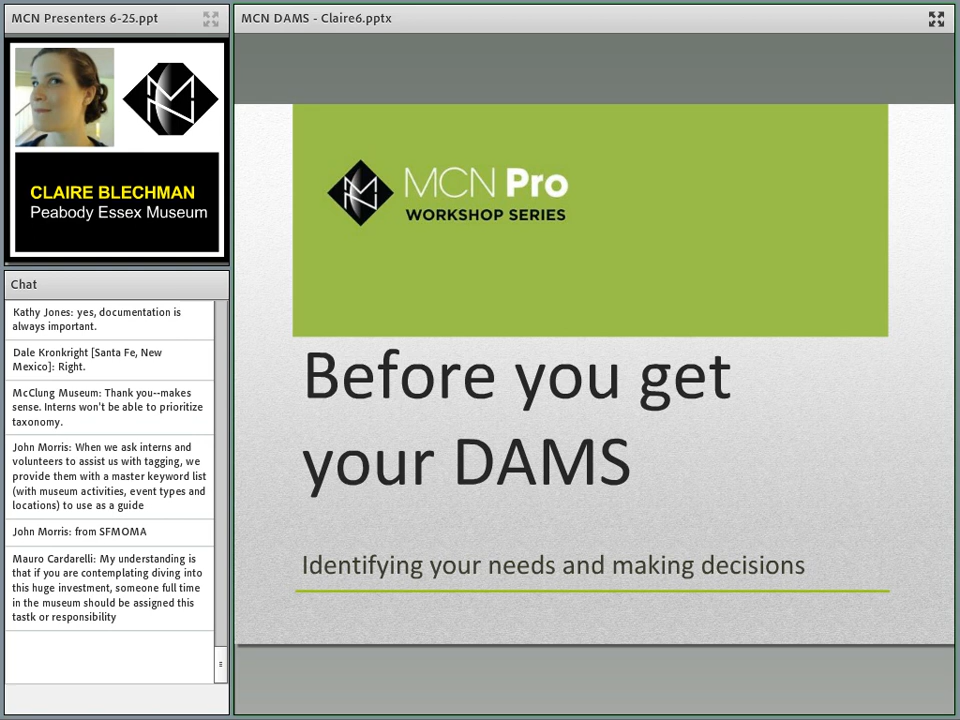 MCN Presenters 6-25.ppt
CLAIRE BLECHMAN
Peabody Essex Museum
Chat
Kathy Jones: yes, documentation is
always important.
Dale Kronkright [Santa Fe, New
Mexico]: Right.
McClung Museum: Thank you--makes
sense. Interns won't be able to prioritize
taxonomy.
John Morris: When we ask interns and
volunteers to assist us with tagging, we
provide them with a master keyword list
(with museum activities, event types and
locations) to use as a guide
John Morris: from SFMOMA
Mauro Cardarelli: My understanding is
that if you are contemplating diving into
this huge investment, someone full time
in the museum should be assigned this
tastk or responsibility
MCN DAMS - Claire6.pptx
MCN Pro
WORKSHOP SERIES
Before you get
your DAMS
Identifying your needs and making decisions